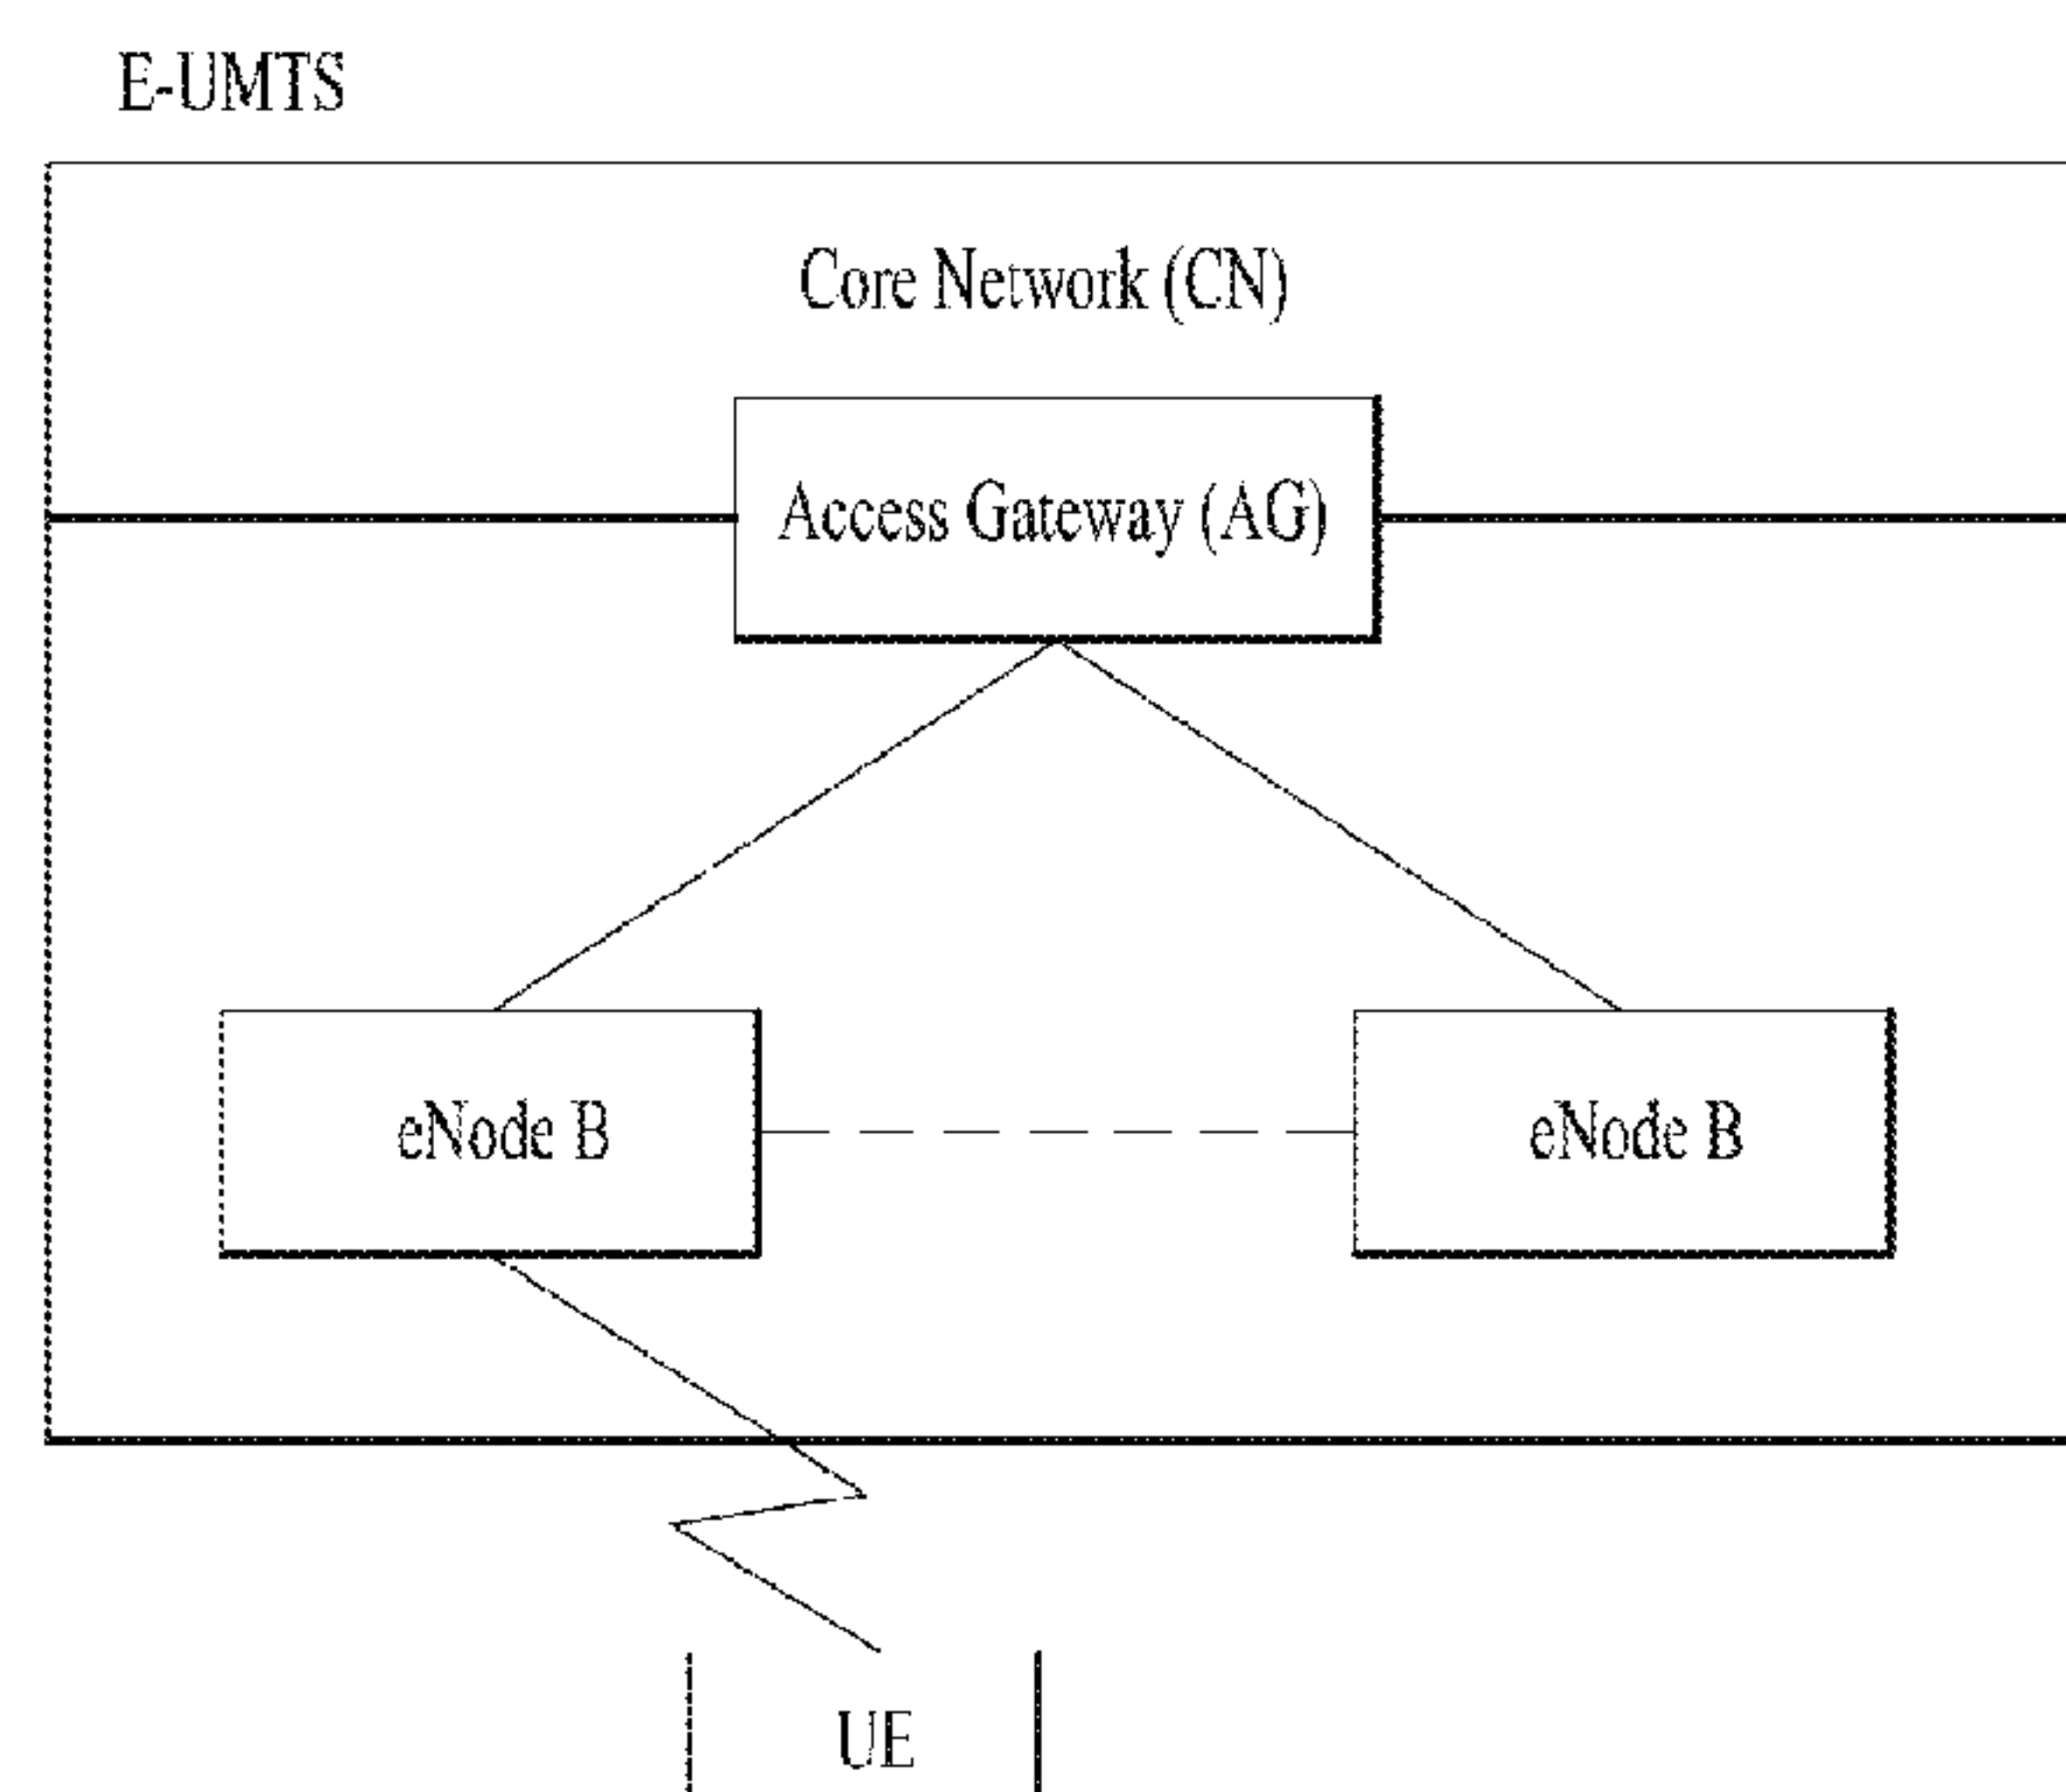 E-UMTS
Core Network (CN)
Access Gateway (AG)
eNode B
eNode B
UE